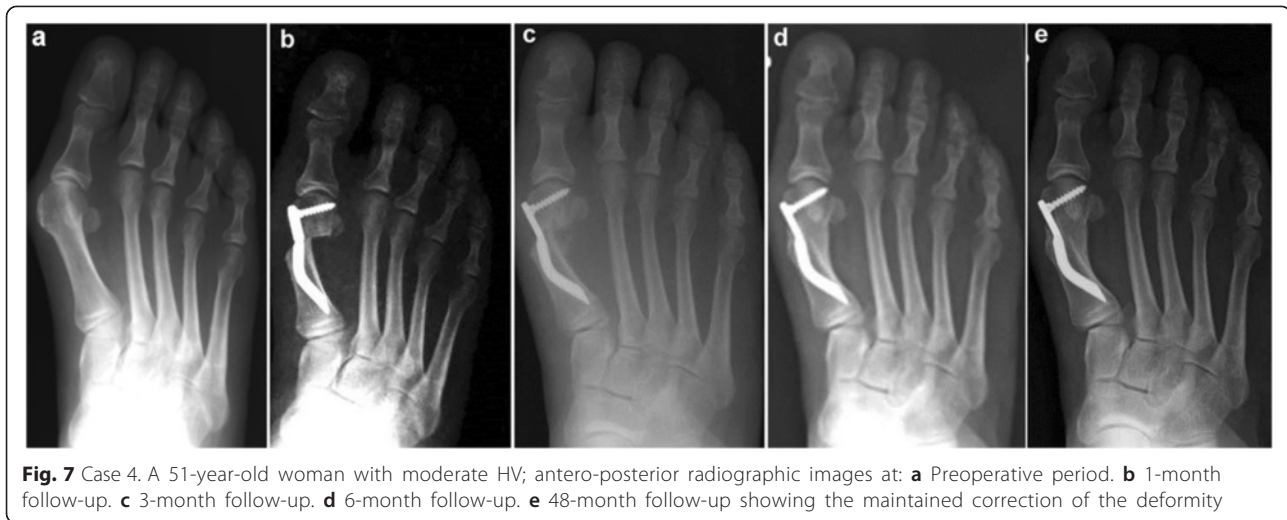 a b c d e
Fig. 7 Case 4. A 51-year-old woman with moderate HV; antero-posterior radiographic images at: a Preoperative period. b 1-month
follow-up. c 3-month follow-up. d 6-month follow-up. e 48-month follow-up showing the maintained correction of the deformity